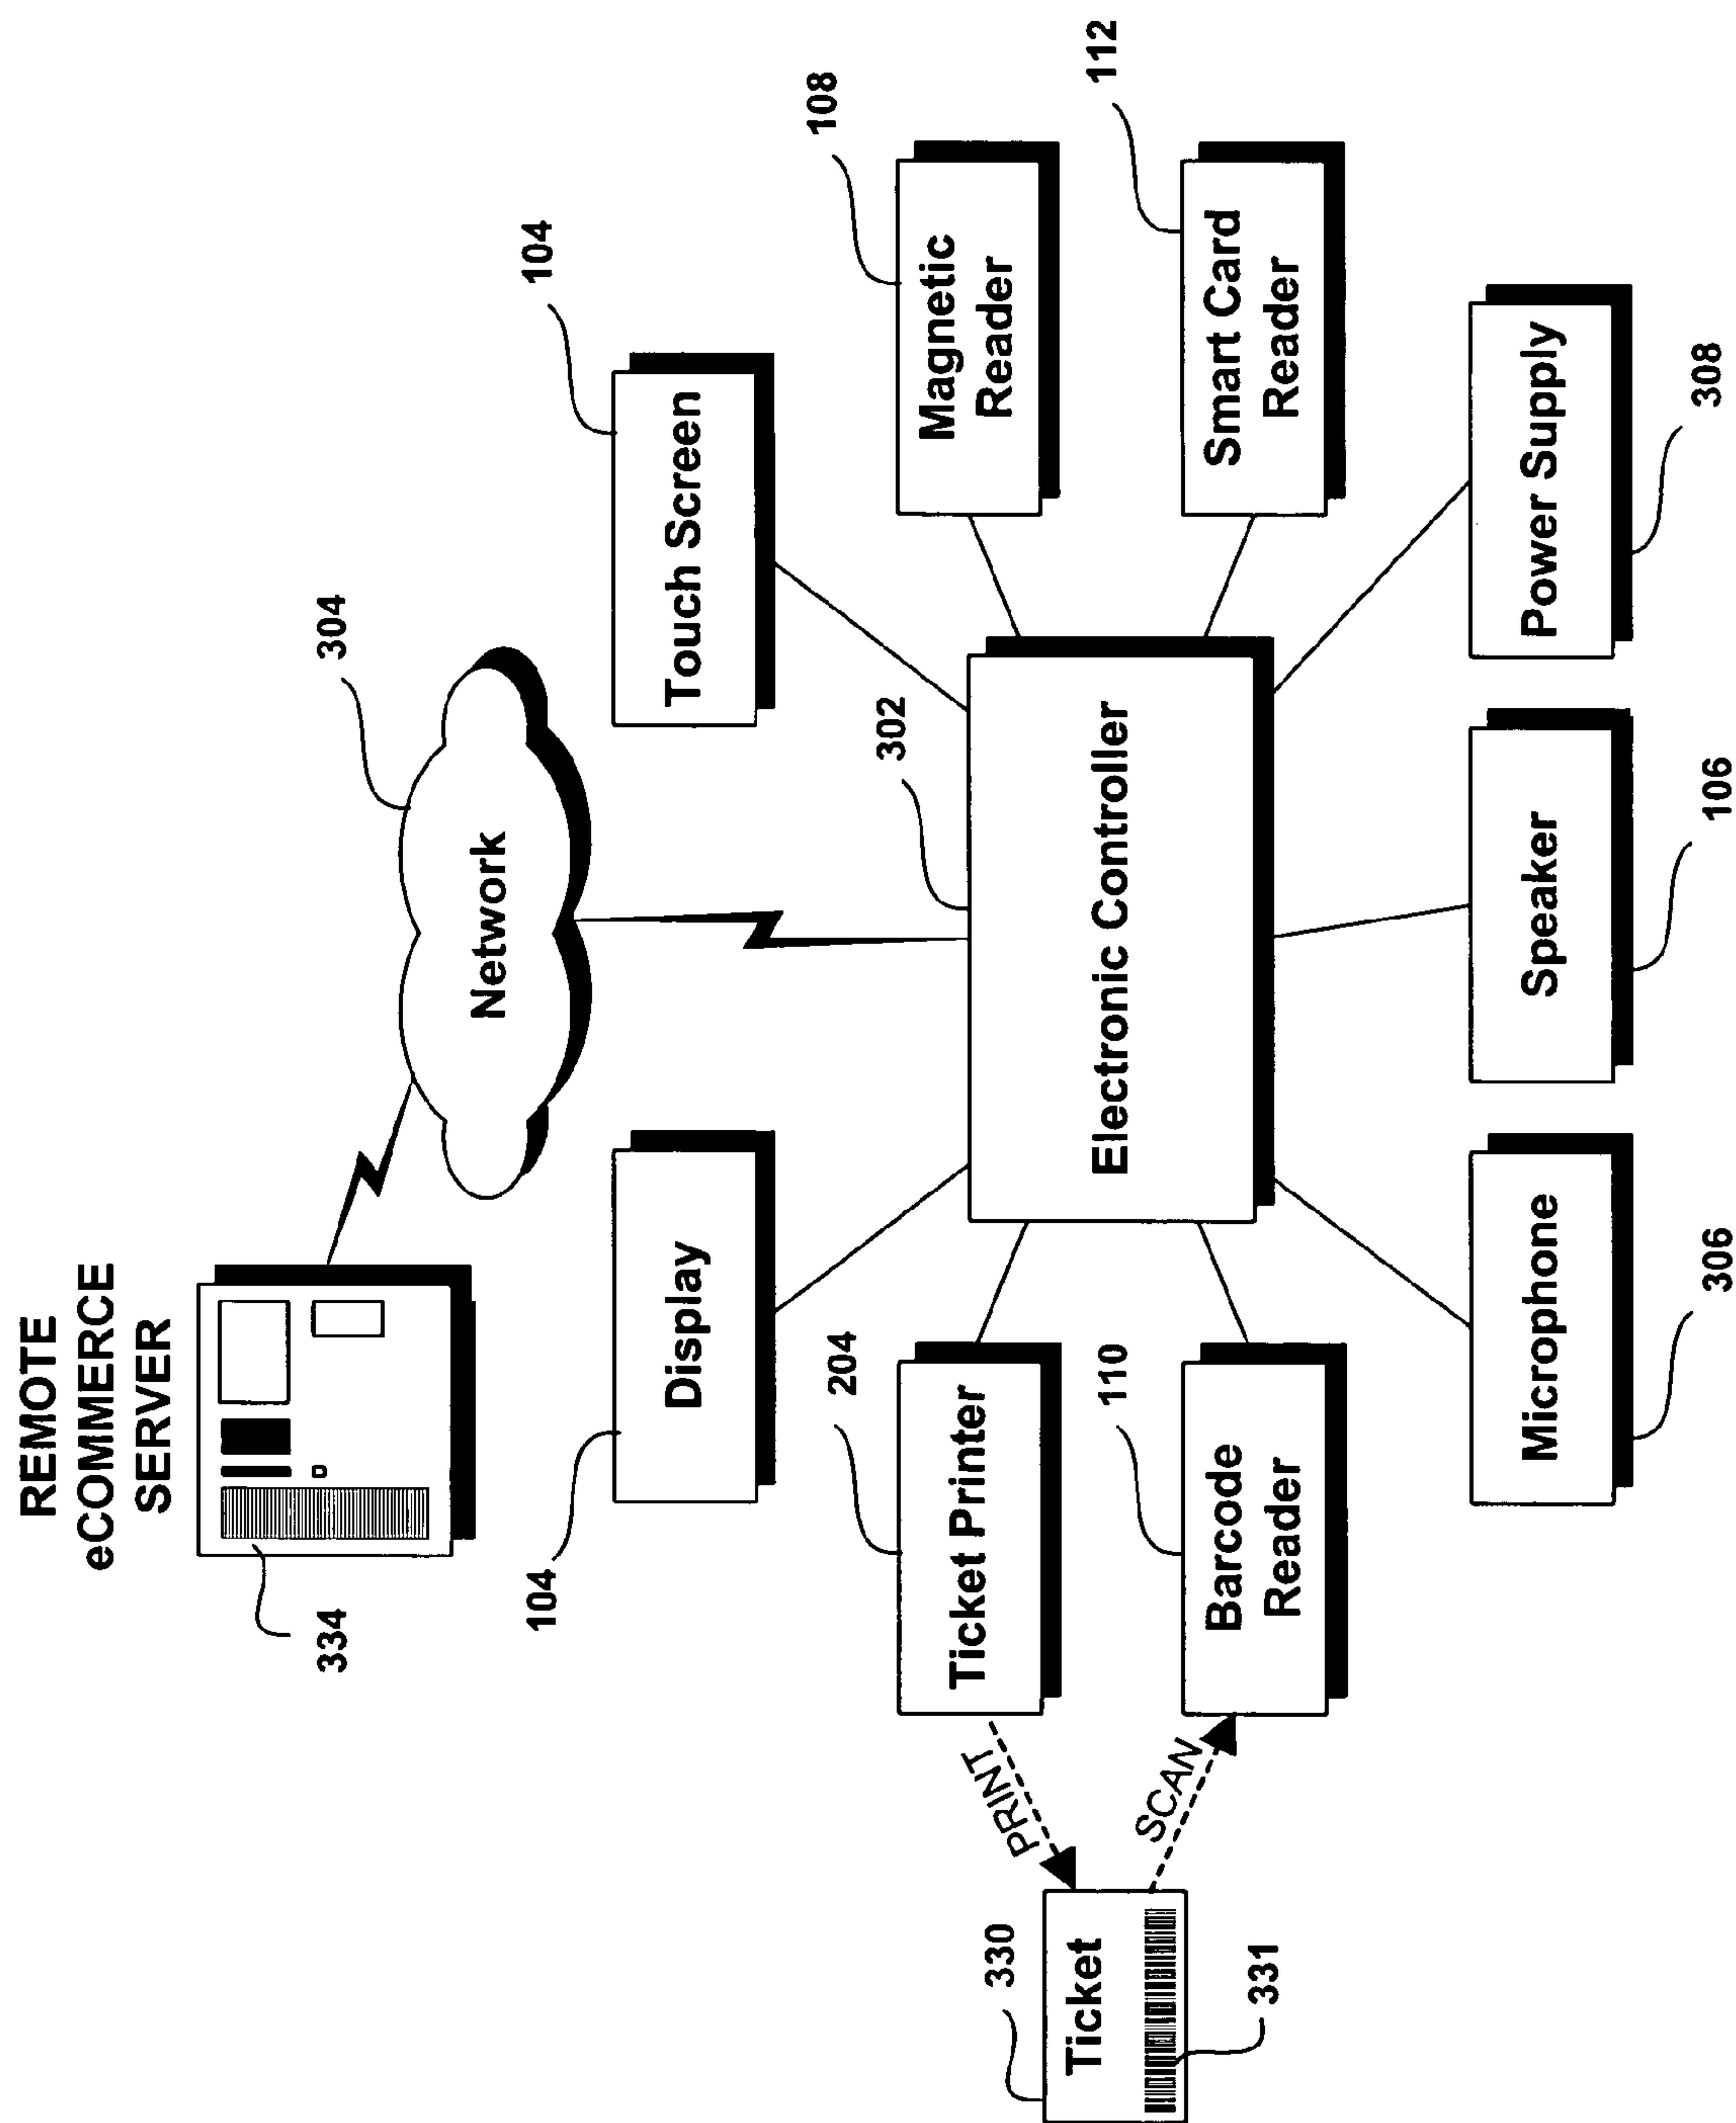 REMOTE
eCOMMERCE
SERVER
334
Network
304
Display
104
Touch Screen
104
Ticket Printer
204
Electronic Controller
302
Magnetic
Reader
108
PRINT
Ticket
330
331
SCAN
Barcode
Reader
110
Smart Card
Reader
112
Microphone
306
Speaker
106
Power Supply
308